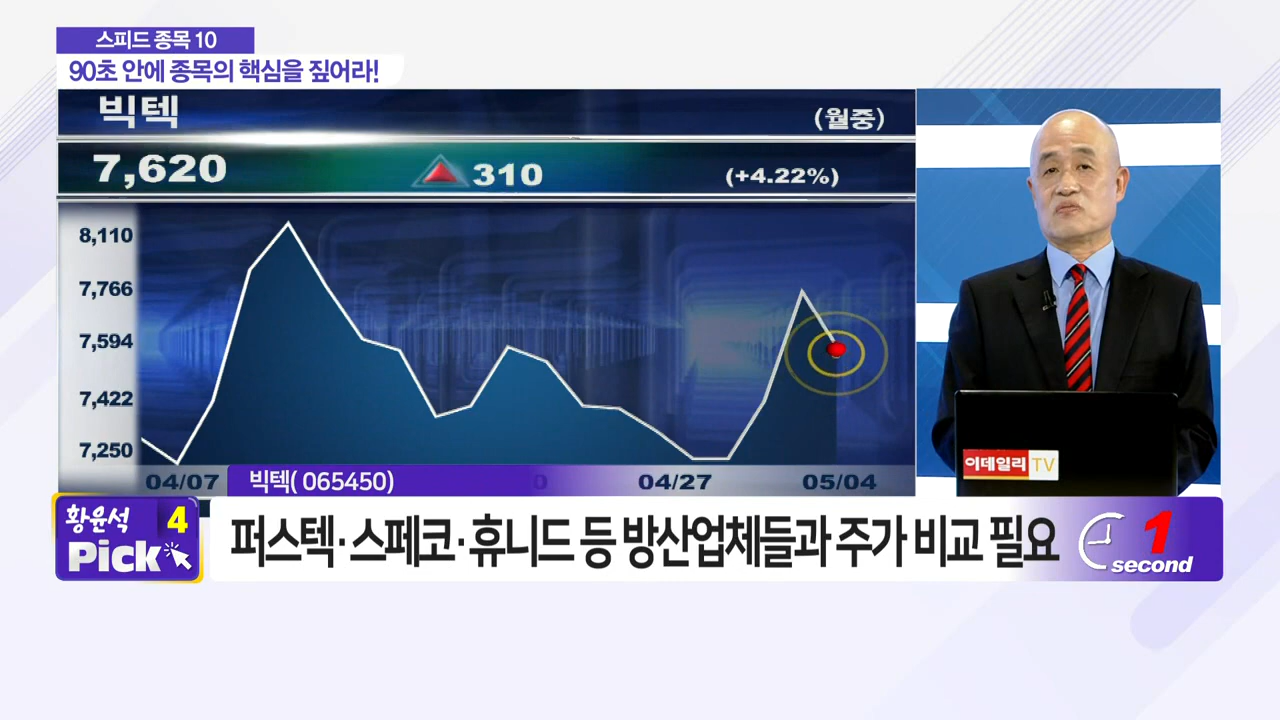 스피드 종목 10
90초 안에 종목의 핵심을 짚어라!
빅텍 (월중)
7,620 310 (+4.22%)
8,110
7,766
7,594
7,422
7,250
04/07 0 04/27 05/04
빅텍( 065450)
이데일리 TV
황윤석 4
Pick
퍼스텍·스페코·휴니드 등 방산업체들과 주가 비교 필요
1
second